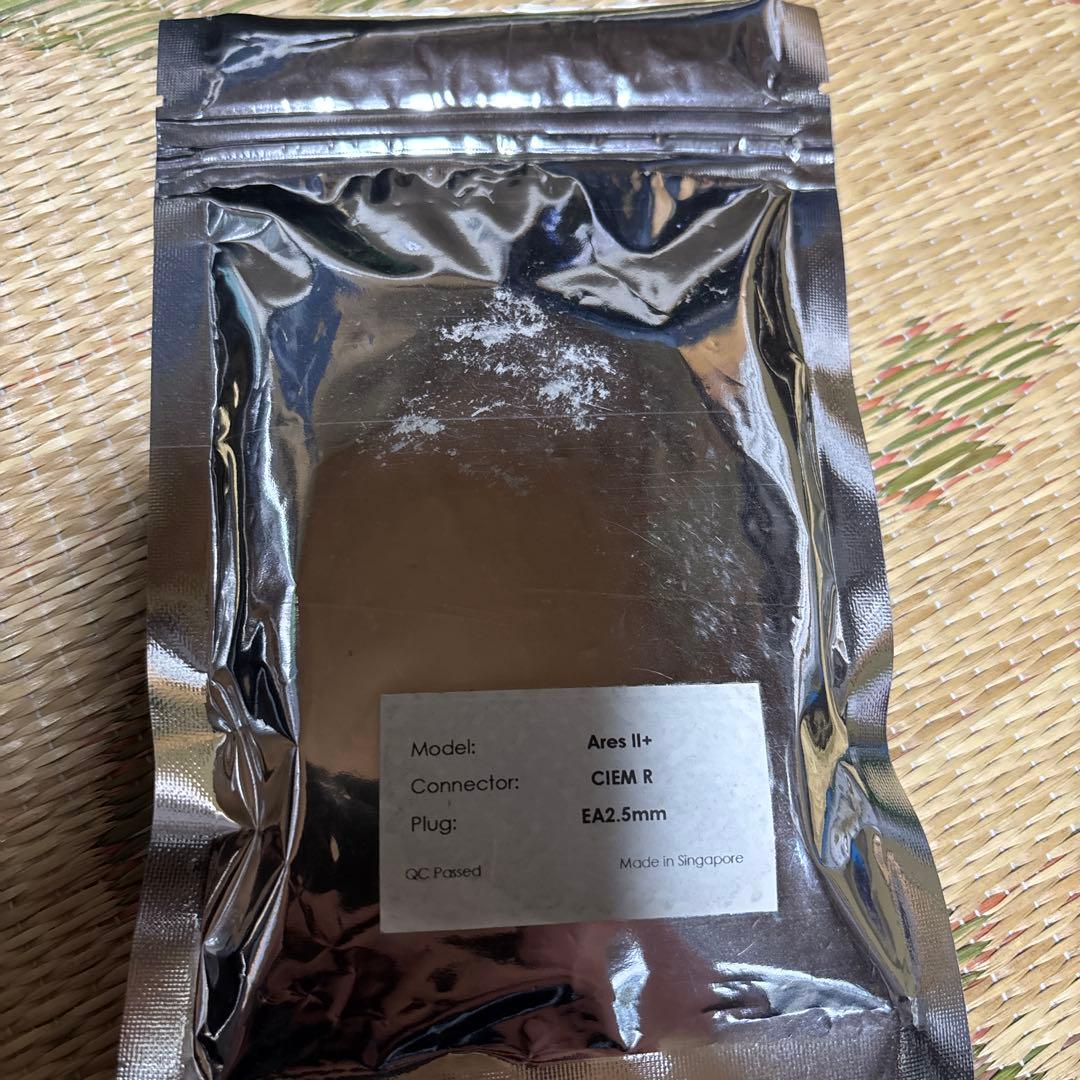 Model: Ares II+
Connector: CIEM R
Plug: EA2.5mm
QC Passed Made in Singapore